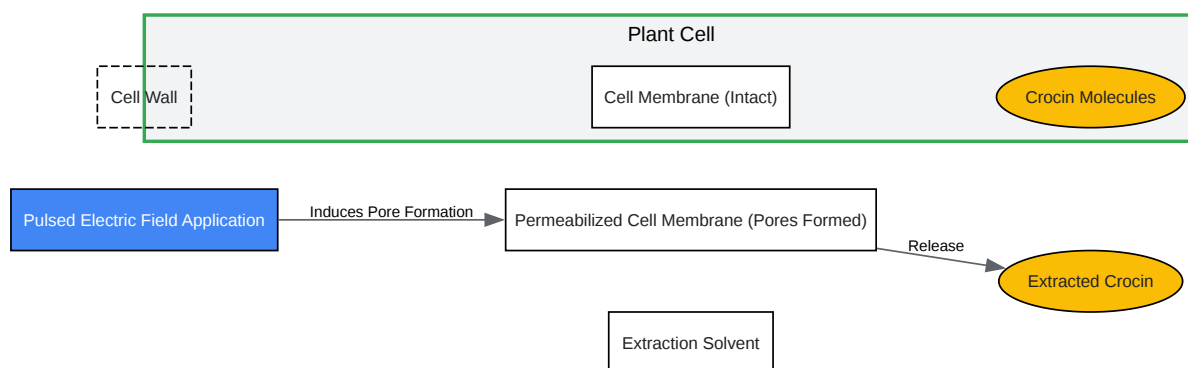 Plant Cell
Cell Wall
Cell Membrane (Intact)
Crocin Molecules
Pulsed Electric Field Application
Induces Pore Formation
Permeabilized Cell Membrane (Pores Formed)
Release
Extracted Crocin
Extraction Solvent